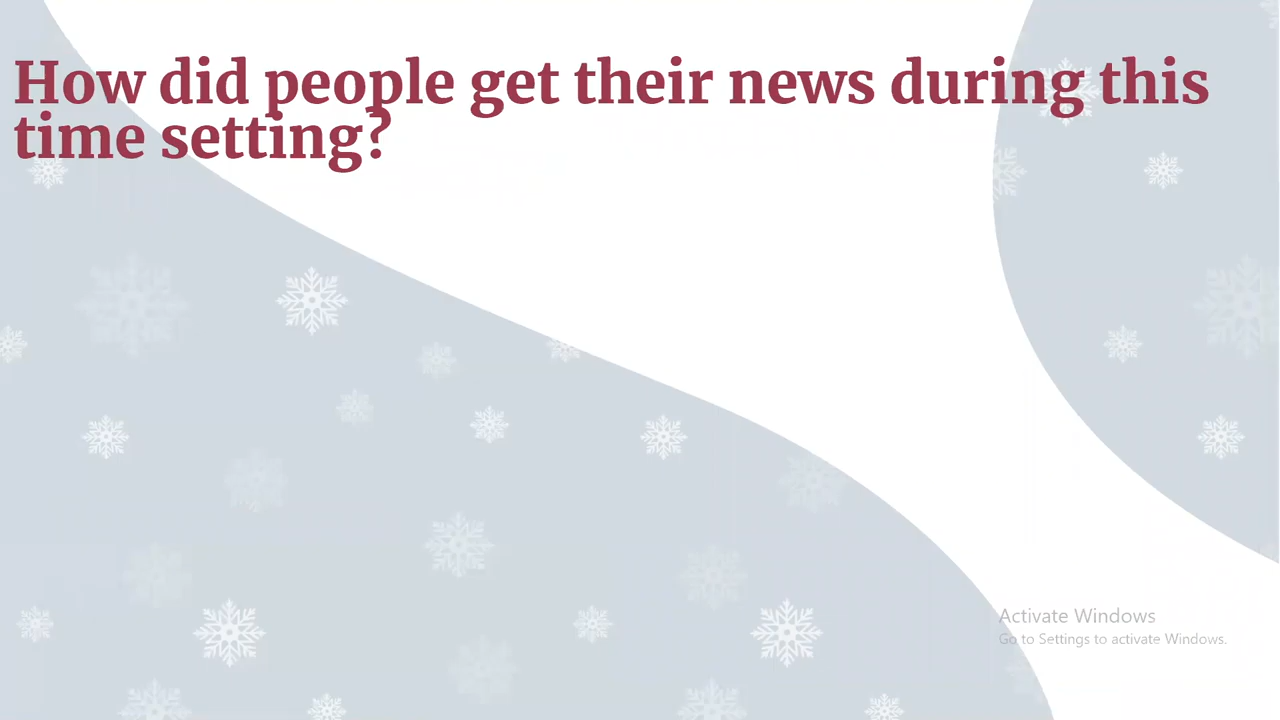 How did people get their news during this
time setting?
Activate Windows
Go to Settings to activate Windows.